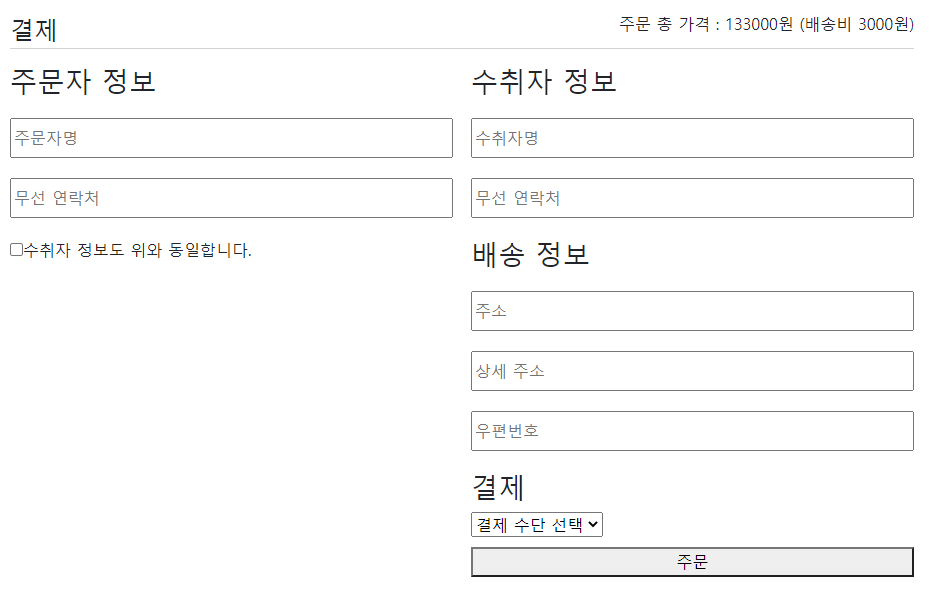 결제
주문 총 가격 : 133000원 (배송비 3000원)
주문자 정보
주문자명
무선 연락처
수취자 정보도 위와 동일합니다.
수취자 정보
수취자명
무선 연락처
배송 정보
주소
상세 주소
우편번호
결제
결제 수단 선택
주문